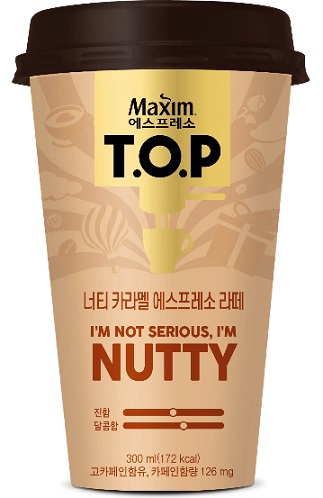 Maxim
에스프레소
T.O.P
너티 카라멜 에스프레소 라떼
I'M NOT SERIOUS, I'M
NUTTY
진함
달콤함
300 ml(172 kcal)
고카페인함유, 카페인함량 126 mg